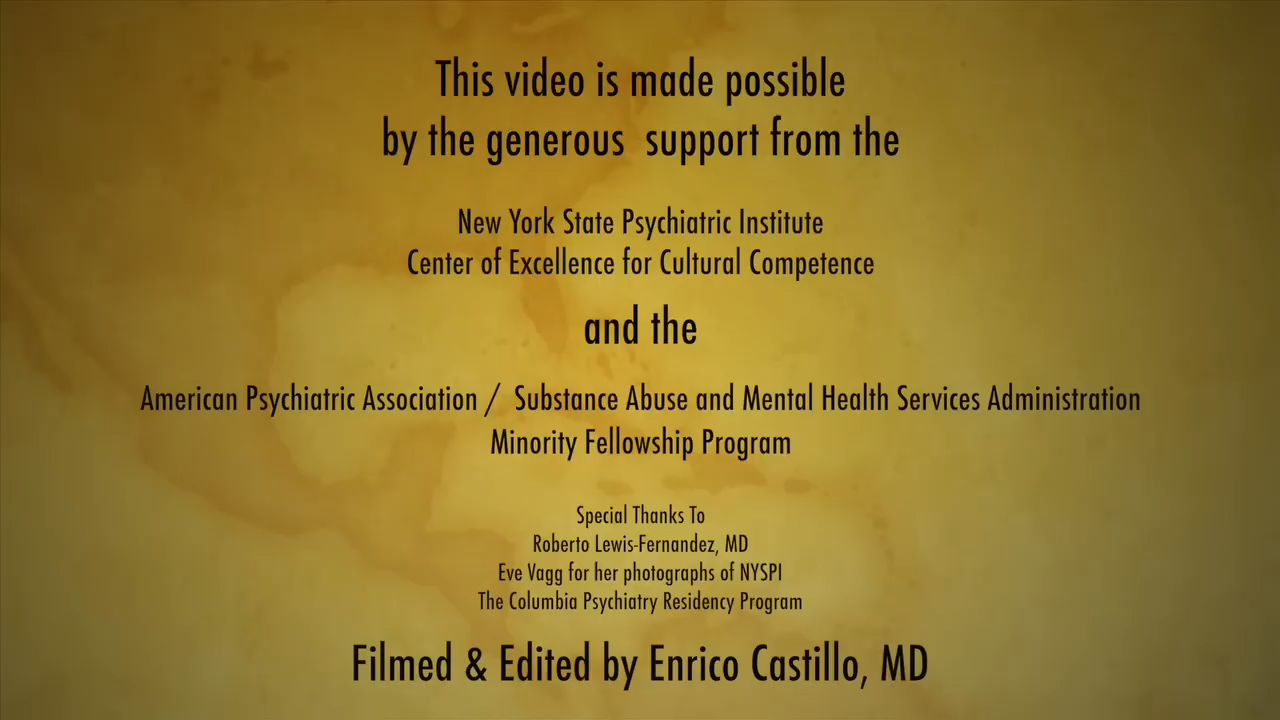 This video is made possible
by the generous support from the
New York State Psychiatric Institute
Center of Excellence for Cultural Competence
and the
American Psychiatric Association / Substance Abuse and Mental Health Services Administration
Minority Fellowship Program
Special Thanks To
Roberto Lewis-Fernandez, MD
Eve Vagg for her photographs of NYSPI
The Columbia Psychiatry Residency Program
Filmed & Edited by Enrico Castillo, MD